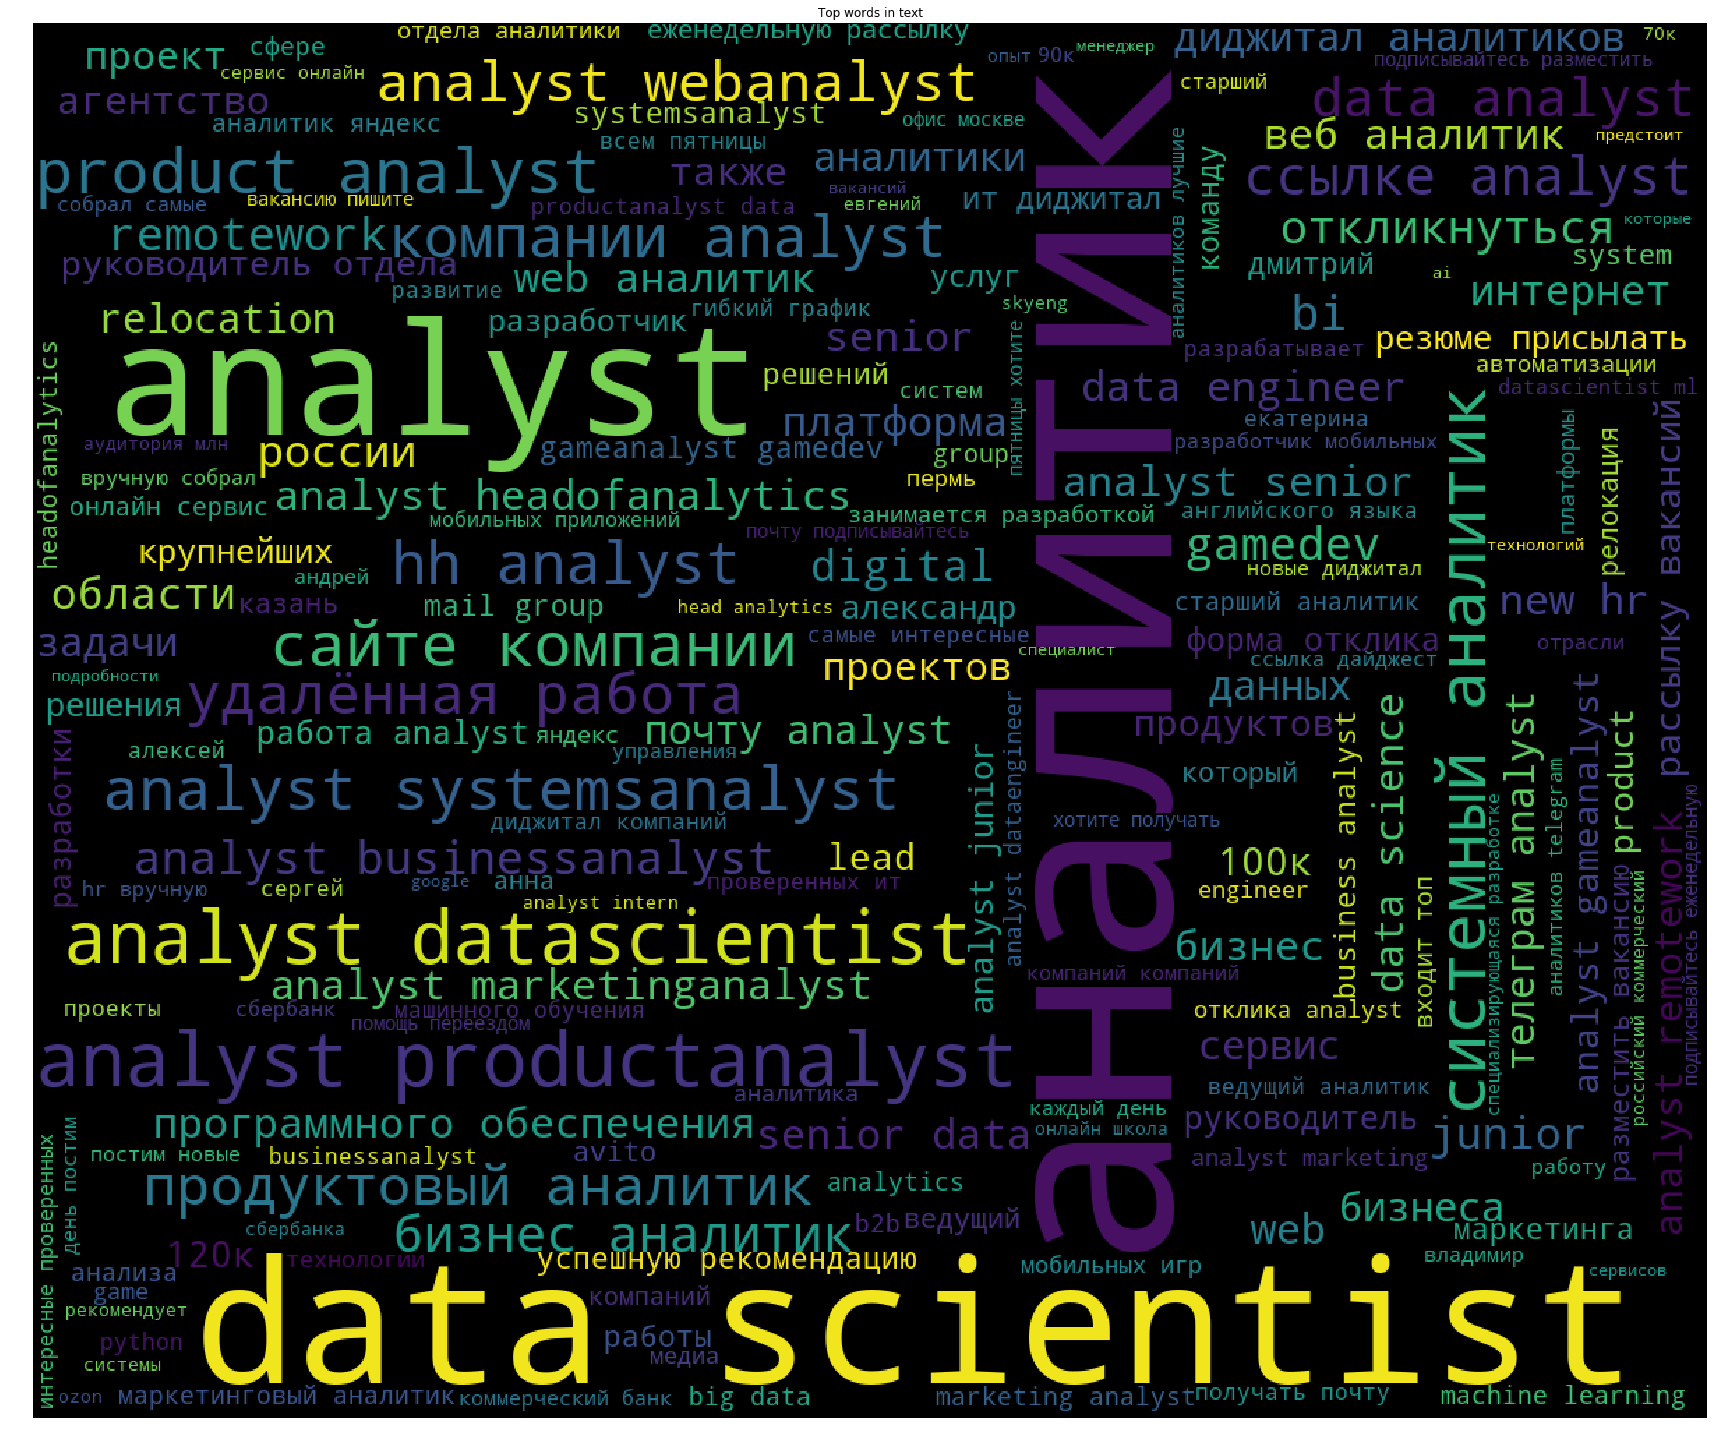 Top words in text
отдела аналитики
еженедельную рассылку
диджитал аналитиков
70к
проект
сфере
опыт
90к
менеджер
подписывайтесь разместить
сервис онлайн
analyst webanalyst
старший
агентство
systemsanalyst
data analyst
аналитик яндекс
офис москве
веб аналитик
предстоит
всем пятницы
product analyst
также
аналитики
аналитиков лучшие
команду
ссылке analyst
собрал самые
вакансию пишите
productanalyst data
вакансий
евгений
ит диджитал
которые
remotework
компании analyst
откликнуться
руководитель отдела
web аналитик
услуг
дмитрий
system
ai
развитие
интернет
relocation
разработчик
гибкий график
skyeng
bi
analyst
senior
пятницы хотите
аналитик
разрабатывает
резюме присылать
headofanalytics
решений
систем
data engineer
автоматизации
datascientist ml
аудитория млн
россии
платформа
екатерина
gameanalyst gamedev
group
разработчик мобильных
системный аналитик
платформы
релокация
рассылку вакансий
вручную собрал
пермь
analyst senior
онлайн сервис
analyst headofanalytics
занимается разработкой
английского языка
мобильных приложений
почту подписывайтесь
крупнейших
hh analyst
digital
gamedev
технологий
андрей
новые диджитал
области
казань
mail group
head analytics
александр
старший аналитик
new hr
задачи
сайте компании
самые интересные
специалист
форма отклика
отрасли
подробности
проектов
ссылка дайджест
решения
удалённая работа
данных
разработки
работа analyst
яндекс
почту analyst
analyst junior
analyst dataengineer
продуктов
business analyst
data science
телеграм analyst
analyst gameanalyst
product
алексей
управления
который
analyst systemsanalyst
специализирующаяся разработке
аналитиков telegram
analyst remotework
подписывайтесь еженедельную
диджитал компаний
хотите получать
analyst businessanalyst
lead
100к
hr вручную
сергей
google
анна
проверенных ит
engineer
входит топ
разместить вакансию
российский коммерческий
analyst intern
analyst datascientist
бизнес
analyst marketinganalyst
компаний компаний
проекты
сбербанк
машинного обучения
отклика analyst
помощь переездом
analyst productanalyst
сервис
аналитика
ведущий аналитик
каждый день
программного обеспечения
senior data
онлайн школа
руководитель
junior
интересные проверенных
день постим
постим новые
businessanalyst
avito
analyst marketing
работу
продуктовый аналитик
analytics
бизнеса
сбербанка
бизнес аналитик
b2b
ведущий
web
маркетинга
120к
технологии
успешную рекомендацию
мобильных игр
владимир
сервисов
анализа
game
data scientist
компаний
рекомендует
python
работы
системы
медиа
ozon
маркетинговый аналитик
коммерческий банк
big data
marketing analyst
получать почту
machine learning